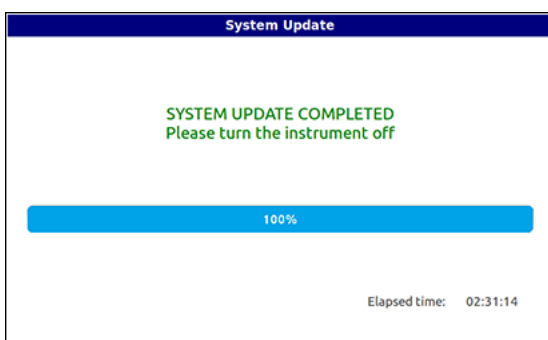 System Update
SYSTEM UPDATE COMPLETED
Please turn the instrument off
100%
Elapsed time: 02:31:14